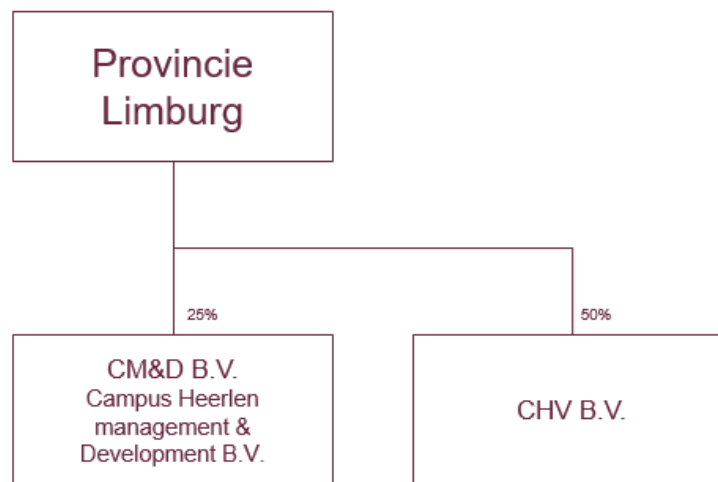 Provincie
Limburg
25%
50%
CM&D B.V.
Campus Heerlen
management &
Development B.V.
CHV B.V.